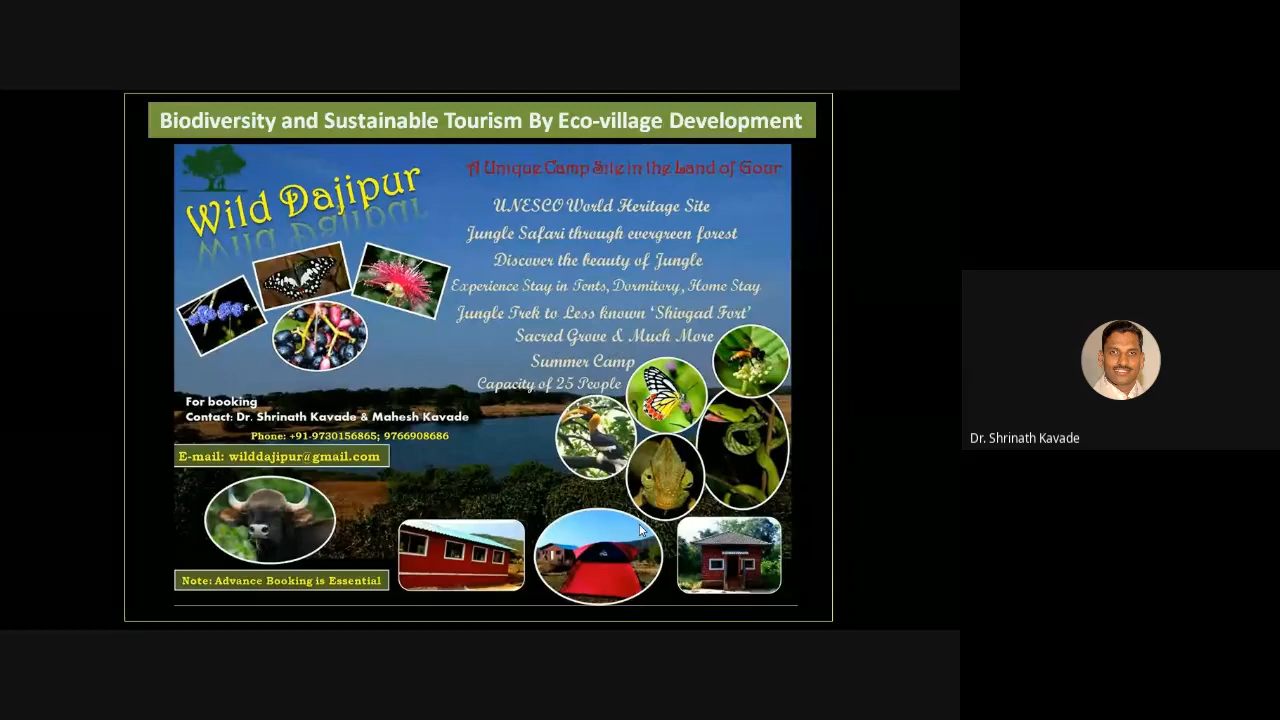 Biodiversity and Sustainable Tourism By Eco-village Development
Wild Dajipur
A Unique Camp Site in the Land of Gour
UNESCO World Heritage Site
Jungle Safari through evergreen forest
Discover the beauty of Jungle
Experience Stay in Tents, Dormitory, Home Stay
Jungle Trek to Less known ‘Shivgad Fort’
Sacred Grove & Much More
Summer Camp
Capacity of 25 People
For booking
Contact: Dr. Shrinath Kavade & Mahesh Kavade
Phone: +91-9730156865; 9766908686
E-mail: wilddajipur@gmail.com
Note: Advance Booking is Essential
Dr. Shrinath Kavade